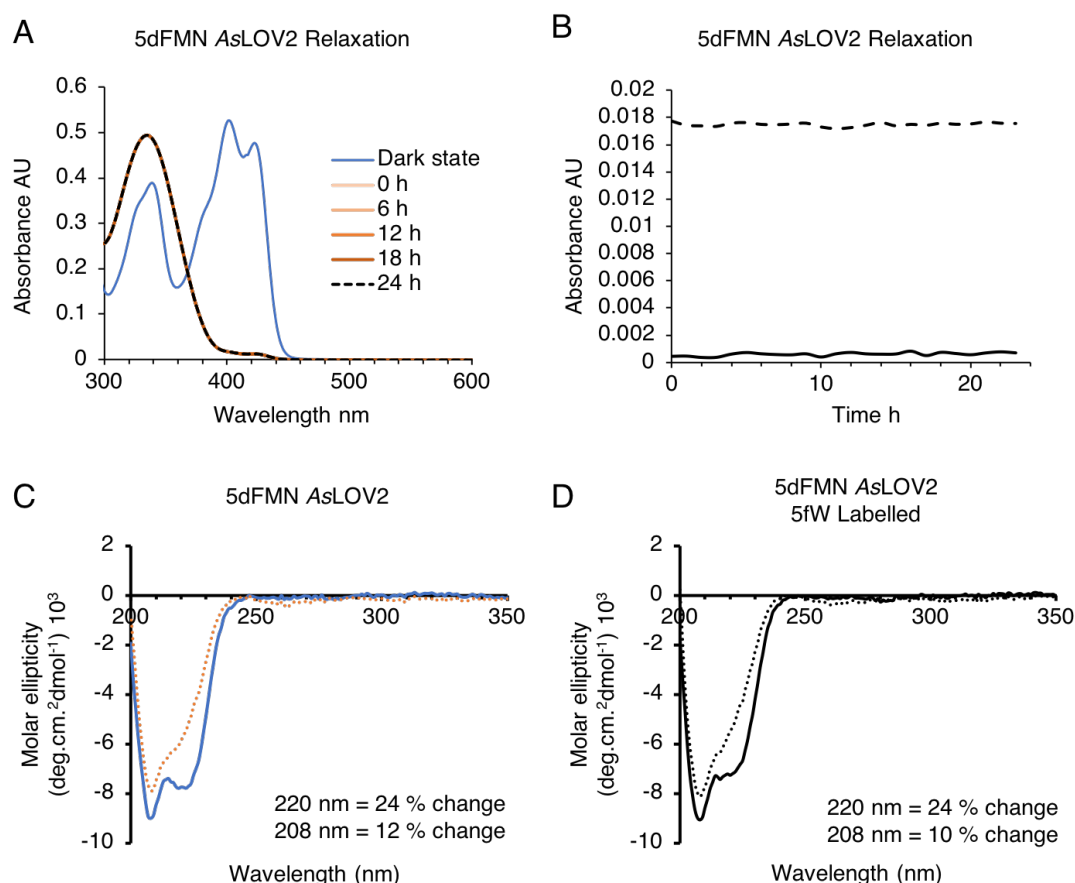 A
5dFMN AsLOV2 Relaxation
0.6
0.5
0.4
0.3
0.2
0.1
0
300
400
500
600
Absorbance AU
Wavelength nm
Dark state
0 h
6 h
12 h
18 h
24 h
B
5dFMN AsLOV2 Relaxation
0.02
0.018
0.016
0.014
0.012
0.01
0.008
0.006
0.004
0.002
0
0
10
20
Absorbance AU
Time h
C
5dFMN AsLOV2
2
0
-2
-4
-6
-8
-10
200
250
300
350
Molar ellipticity
(deg.cm.²dmol⁻¹) 10³
220 nm = 24 % change
208 nm = 12 % change
Wavelength (nm)
D
5dFMN AsLOV2
5fW Labelled
2
0
-2
-4
-6
-8
-10
200
250
300
350
Molar ellipticity
(deg.cm.²dmol⁻¹) 10³
220 nm = 24 % change
208 nm = 10 % change
Wavelength (nm)